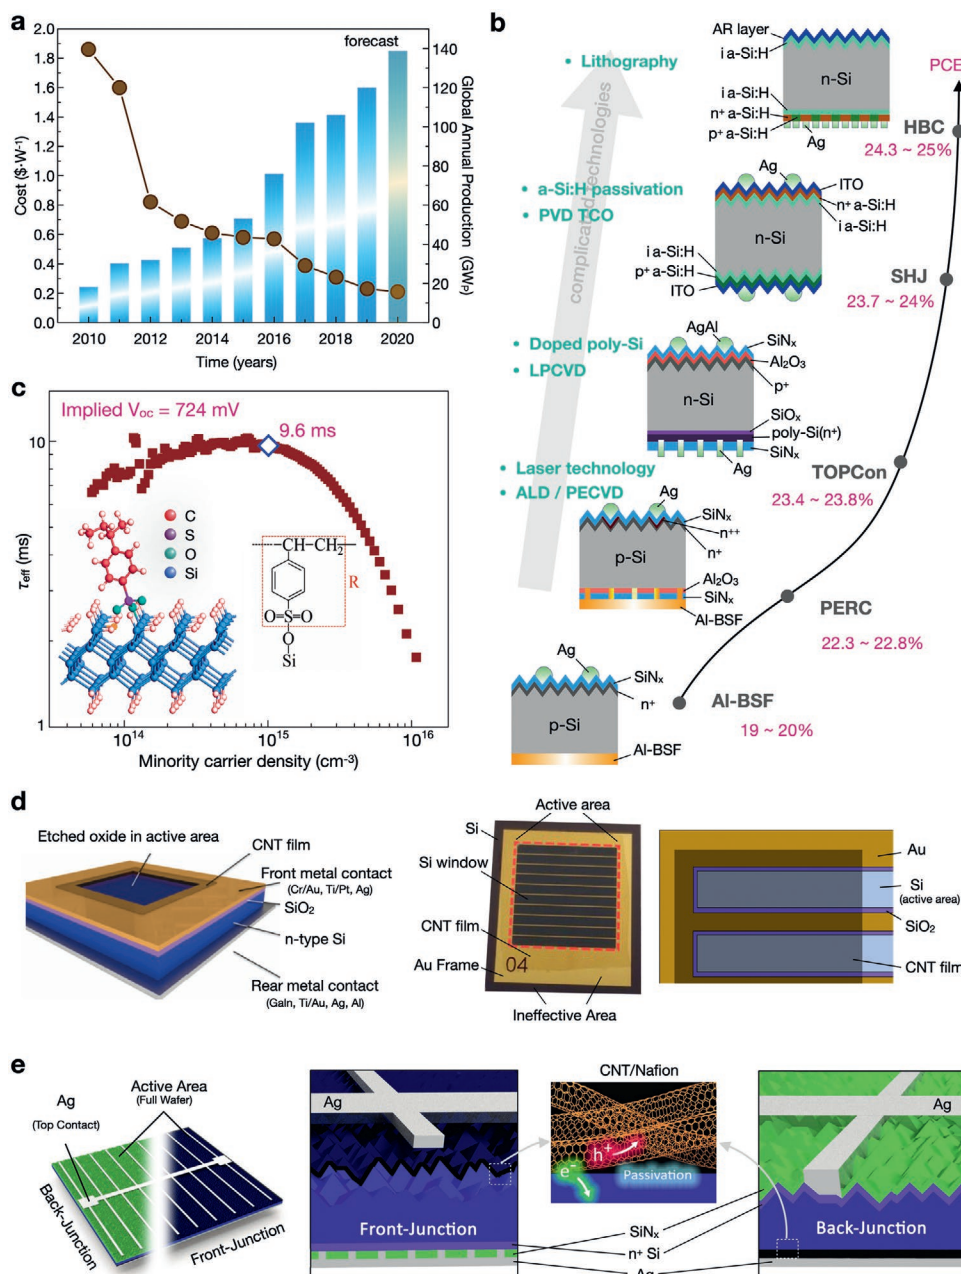 a
forecast
Cost ($·W-1)
2.0
1.8
1.6
1.4
1.2
1.0
0.8
0.6
0.4
0.2
0.0
140
120
100
80
60
40
20
0
Global Annual Production (GWP)
2010 2012 2014 2016 2018 2020
Time (years)
b
complicated technologies
• Lithography
• a-Si:H passivation
• PVD TCO
• Doped poly-Si
• LPCVD
• Laser technology
• ALD / PECVD
PCE
AR layer
i a-Si:H
n-Si
i a-Si:H
n+ a-Si:H
p+ a-Si:H
Ag
HBC
24.3 ~ 25%
Ag
ITO
n+ a-Si:H
i a-Si:H
n-Si
i a-Si:H
p+ a-Si:H
ITO
SHJ
23.7 ~ 24%
AgAl
SiNx
Al2O3
p+
n-Si
SiOx
poly-Si(n+)
SiNx
Ag
TOPCon
23.4 ~ 23.8%
Ag
SiNx
n++
n+
p-Si
Al2O3
SiNx
Al-BSF
PERC
22.3 ~ 22.8%
Ag
SiNx
n+
p-Si
Al-BSF
Al-BSF
19 ~ 20%
c
Implied Voc = 724 mV
9.6 ms
10
1
τeff (ms)
C
S
O
Si
CH—CH2
R
O=S=O
O
Si
10^14 10^15 10^16
Minority carrier density (cm-3)
d
Etched oxide in active area
CNT film
Front metal contact
(Cr/Au, Ti/Pt, Ag)
SiO2
n-type Si
Rear metal contact
(GaIn, Ti/Au, Ag, Al)
Active area
Si
Si window
CNT film
Au Frame
04
Ineffective Area
Au
Si
(active area)
SiO2
CNT film
e
Active Area
(Full Wafer)
Ag
(Top Contact)
Back-Junction
Front-Junction
Ag
Front-Junction
CNT/Nafion
h+
e-
Passivation
SiNx
n+ Si
Ag
Ag
Back-Junction